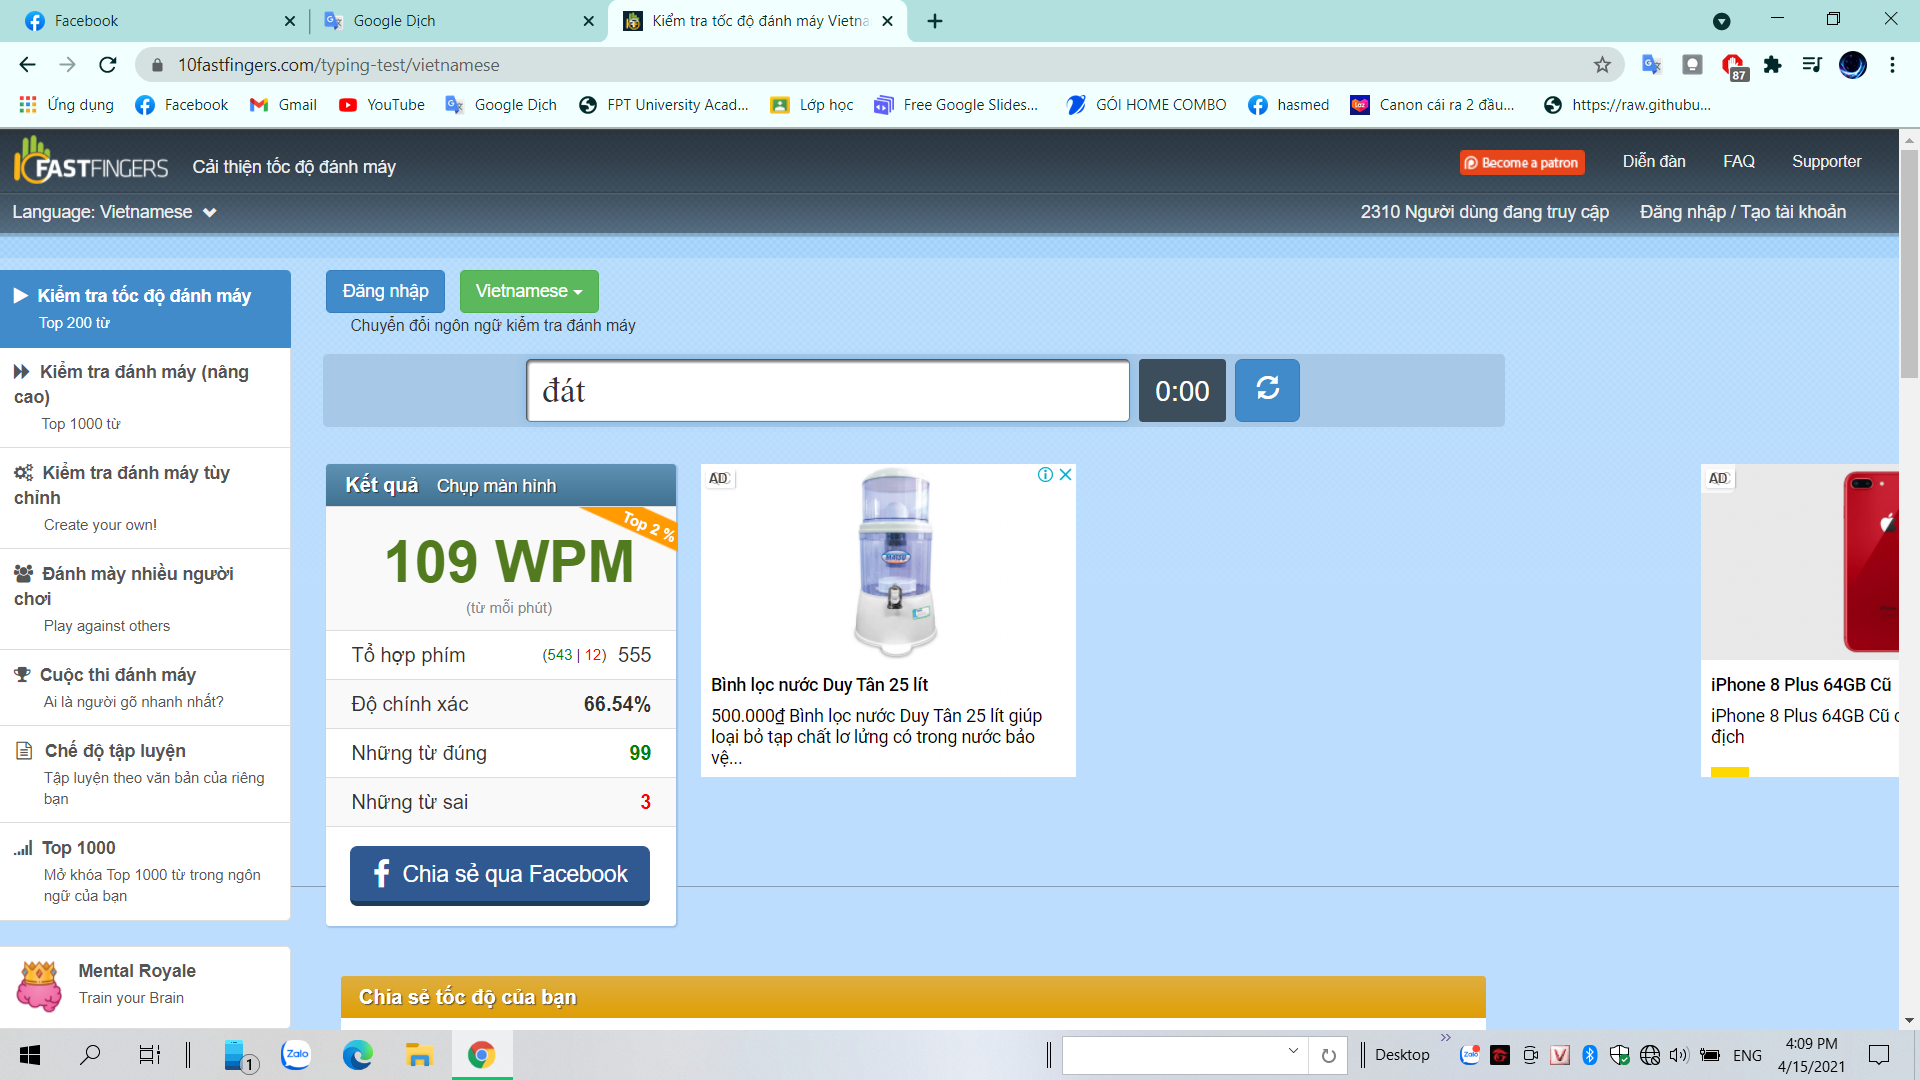 Facebook
Google Dịch
Kiểm tra tốc độ đánh máy Vietna
10fastfingers.com/typing-test/vietnamese
87
Ứng dụng
Facebook
Gmail
YouTube
Google Dịch
FPT University Acad...
Lớp học
Free Google Slides...
GÓI HOME COMBO
hasmed
Canon cái ra 2 đầu...
https://raw.githubu...
FASTFINGERS
Cải thiện tốc độ đánh máy
Become a patron
Diễn đàn
FAQ
Supporter
Language: Vietnamese
2310 Người dùng đang truy cập
Đăng nhập / Tạo tài khoản
Kiểm tra tốc độ đánh máy
Top 200 từ
Kiểm tra đánh máy (nâng
cao)
Top 1000 từ
Kiểm tra đánh máy tùy
chỉnh
Create your own!
Đánh mày nhiều người
chơi
Play against others
Cuộc thi đánh máy
Ai là người gõ nhanh nhất?
Chế độ tập luyện
Tập luyện theo văn bản của riêng
bạn
Top 1000
Mở khóa Top 1000 từ trong ngôn
ngữ của bạn
Mental Royale
Train your Brain
Đăng nhập
Vietnamese
Chuyển đổi ngôn ngữ kiểm tra đánh máy
đát
0:00
Kết quả
Chụp màn hình
Top 2 %
109 WPM
(từ mỗi phút)
Tổ hợp phím
(543 | 12) 555
Độ chính xác
66.54%
Những từ đúng
99
Những từ sai
3
Chia sẻ qua Facebook
AD
Bình lọc nước Duy Tân 25 lít
500.000₫ Bình lọc nước Duy Tân 25 lít giúp
loại bỏ tạp chất lơ lửng có trong nước bảo
vệ...
AD
iPhone 8 Plus 64GB Cũ
iPhone 8 Plus 64GB Cũ
địch
Chia sẻ tốc độ của bạn
1
Zalo
Desktop
ENG
4:09 PM
4/15/2021